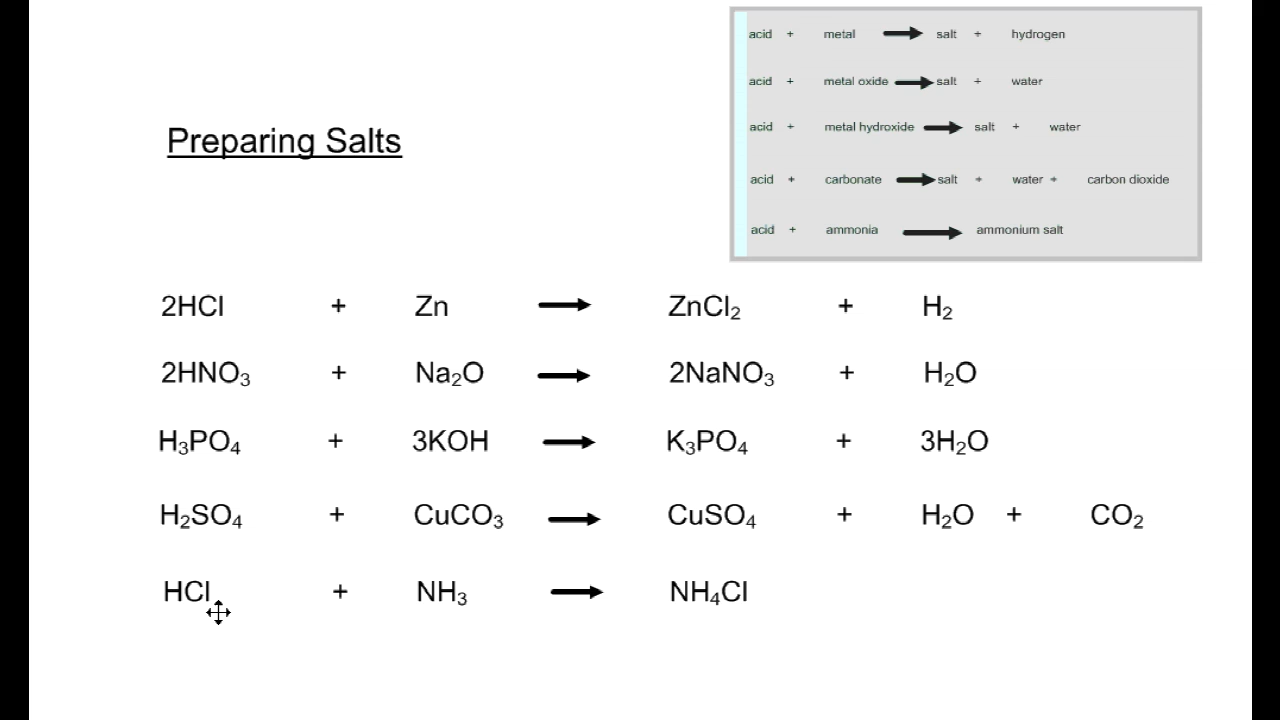 acid + metal → salt + hydrogen
acid + metal oxide → salt + water
acid + metal hydroxide → salt + water
Preparing Salts
acid + carbonate → salt + water + carbon dioxide
acid + ammonia → ammonium salt
2HCl + Zn → ZnCl₂ + H₂
2HNO₃ + Na₂O → 2NaNO₃ + H₂O
H₃PO₄ + 3KOH → K₃PO₄ + 3H₂O
H₂SO₄ + CuCO₃ → CuSO₄ + H₂O + CO₂
HCl + NH₃ → NH₄Cl